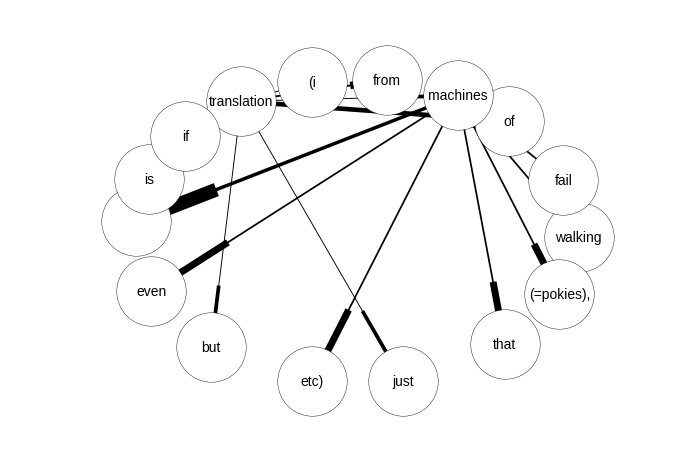 (i
from
machines
translation
of
if
is
fail
walking
even
(=pokies),
but
that
etc)
just